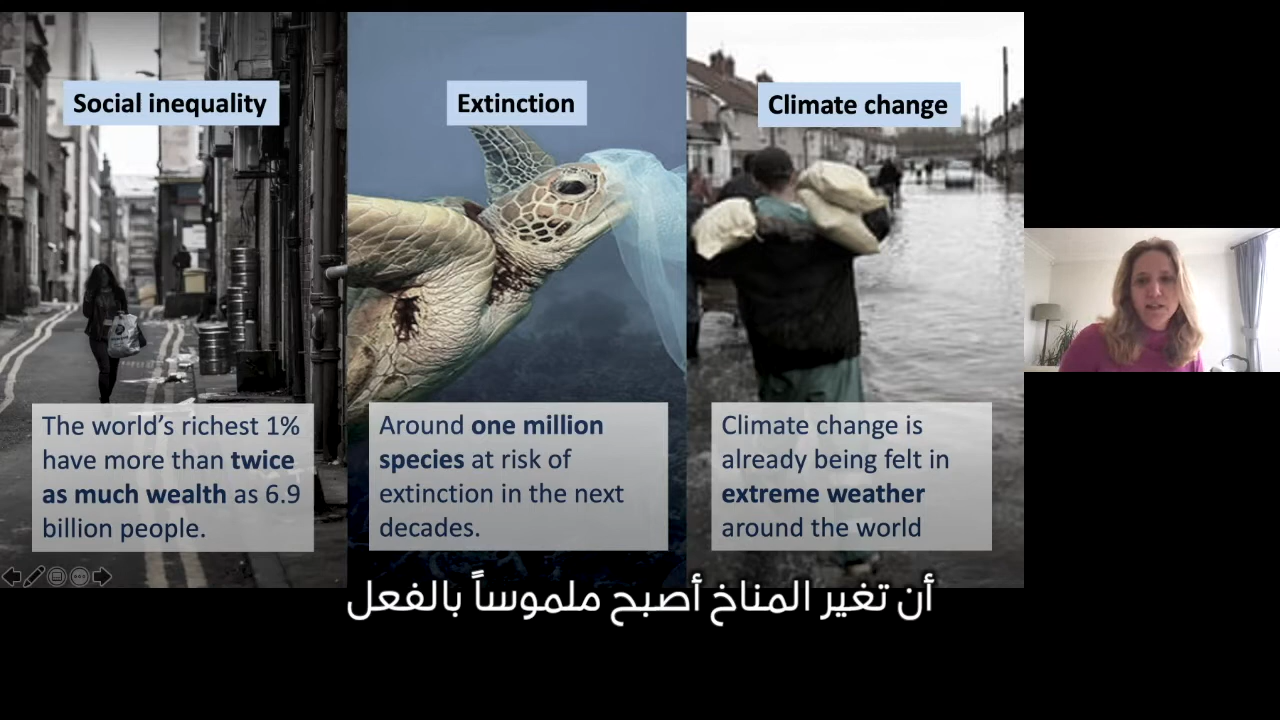 Social inequality
The world's richest 1%
have more than twice
as much wealth as 6.9
billion people.
Extinction
Around one million
species at risk of
extinction in the next
decades.
Climate change
Climate change is
already being felt in
extreme weather
around the world
أن تغير المناخ أصبح ملموساً بالفعل